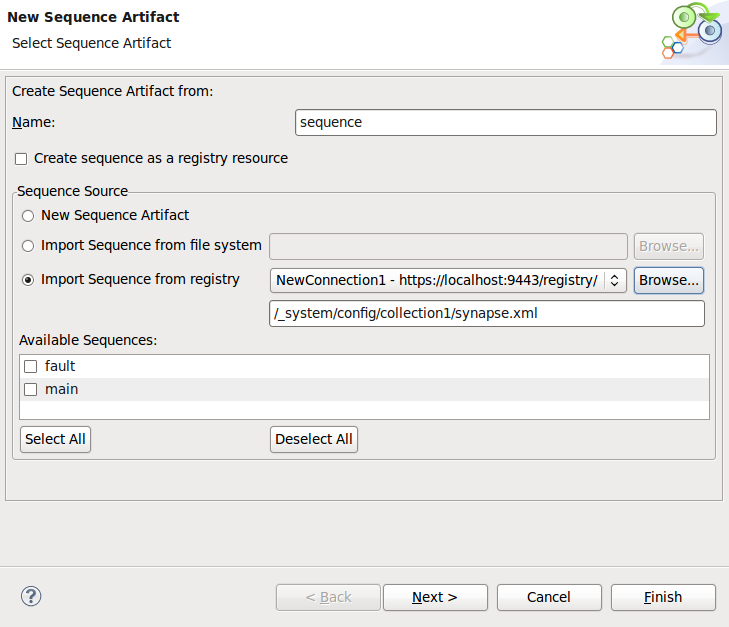 New Sequence Artifact
Select Sequence Artifact
Create Sequence Artifact from:
Name: sequence
Create sequence as a registry resource
Sequence Source
New Sequence Artifact
Import Sequence from file system Browse...
Import Sequence from registry NewConnection1 - https://localhost:9443/registry/ Browse...
/_system/config/collection1/synapse.xml
Available Sequences:
fault
main
Select All Deselect All
? < Back Next > Cancel Finish